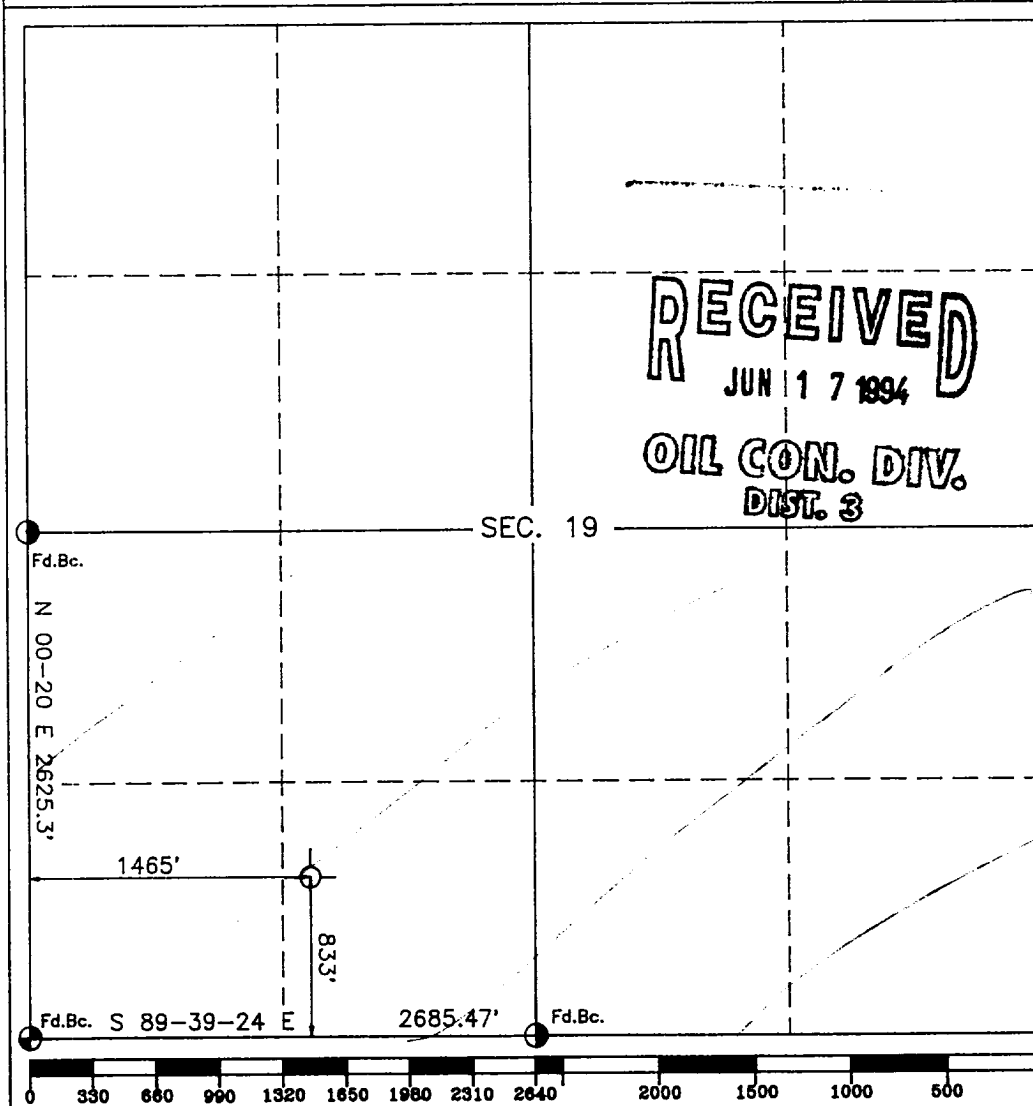 RECEIVED
JUN 17 1994
OIL CON. DIV.
DIST. 3
SEC. 19
Fd.Bc.
N 00-20 E 2625.3'
1465'
833'
Fd.Bc. S 89-39-24 E 2685.47' Fd.Bc.
0 330 660 990 1320 1650 1980 2310 2640 2000 1500 1000 500